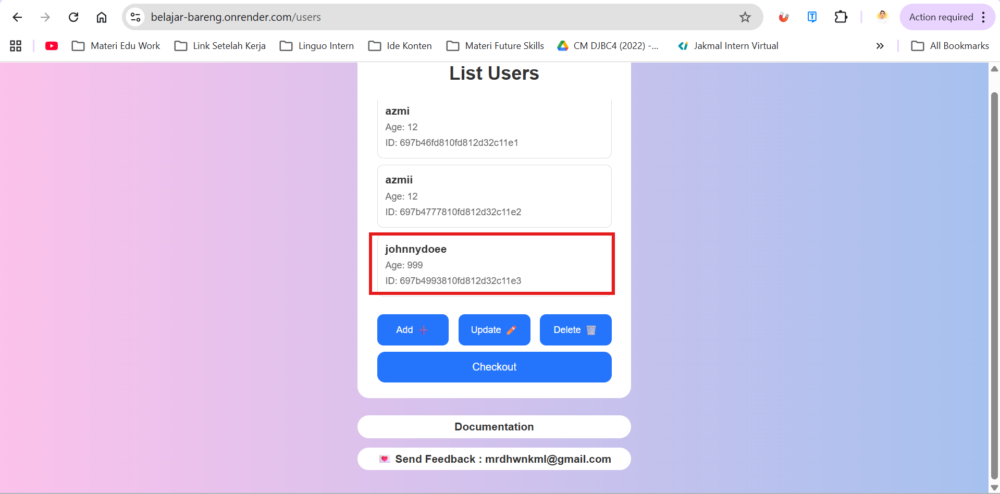 belajar-bareng.onrender.com/users
Action required
Materi Edu Work
Link Setelah Kerja
Linguo Intern
Ide Konten
Materi Future Skills
CM DJBC4 (2022) -...
Jakmal Intern Virtual
All Bookmarks
List Users
azmi
Age: 12
ID: 697b46fd810fd812d32c11e1
azmii
Age: 12
ID: 697b4777810fd812d32c11e2
johnnydoee
Age: 999
ID: 697b4993810fd812d32c11e3
Add
Update
Delete
Checkout
Documentation
Send Feedback : mrdhwnkml@gmail.com